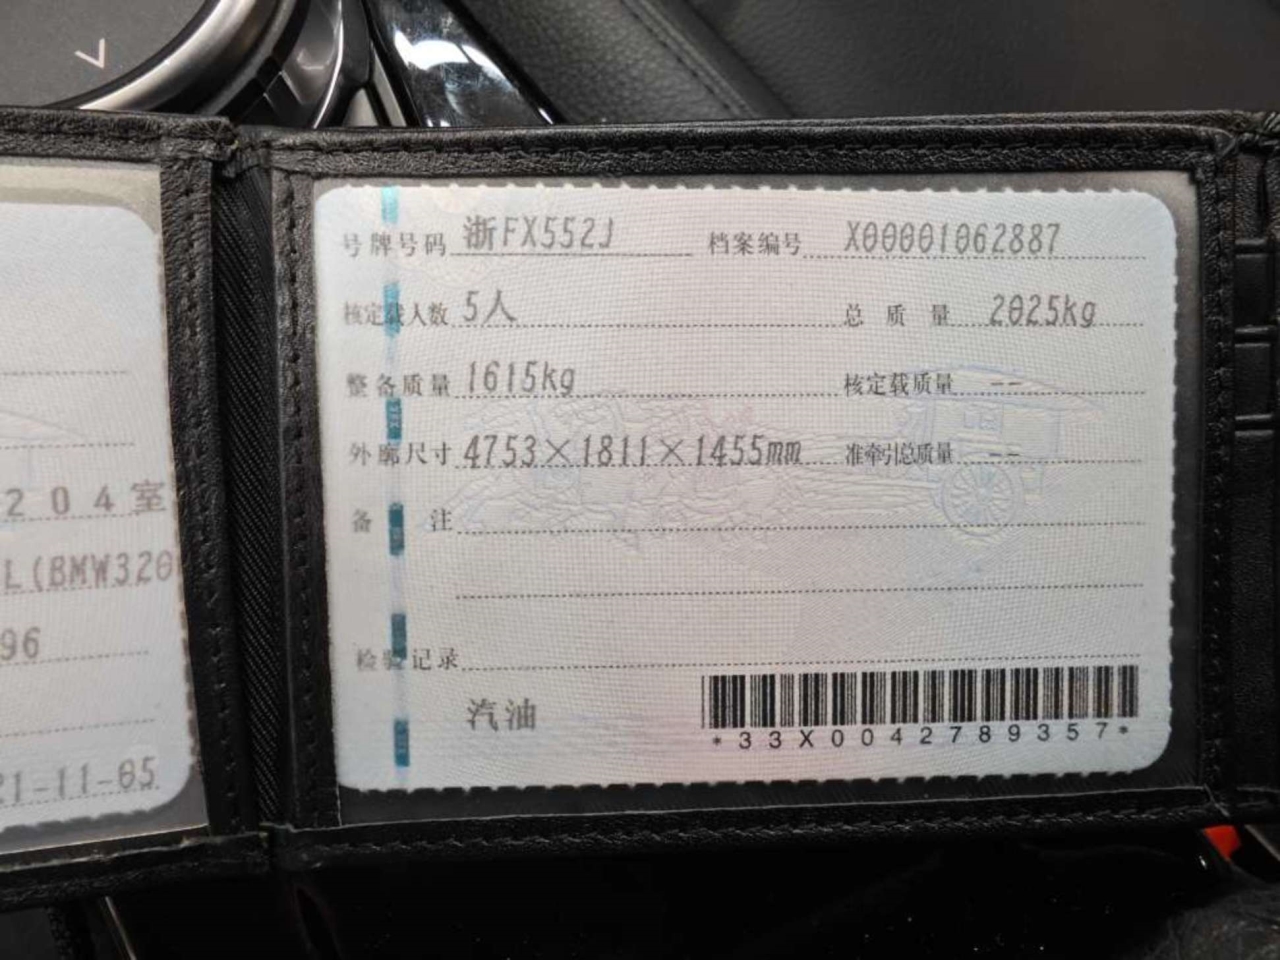 号牌号码 浙FX552J 档案编号 X00001062887
核定载人数 5人 总质量 2025kg
整备质量 1615kg 核定载质量 --
外廓尺寸 4753×1811×1455mm 准牵引总质量 --
备注
检验记录
汽油
*33X0042789357*
204室
L(BMW320
96
21-11-05